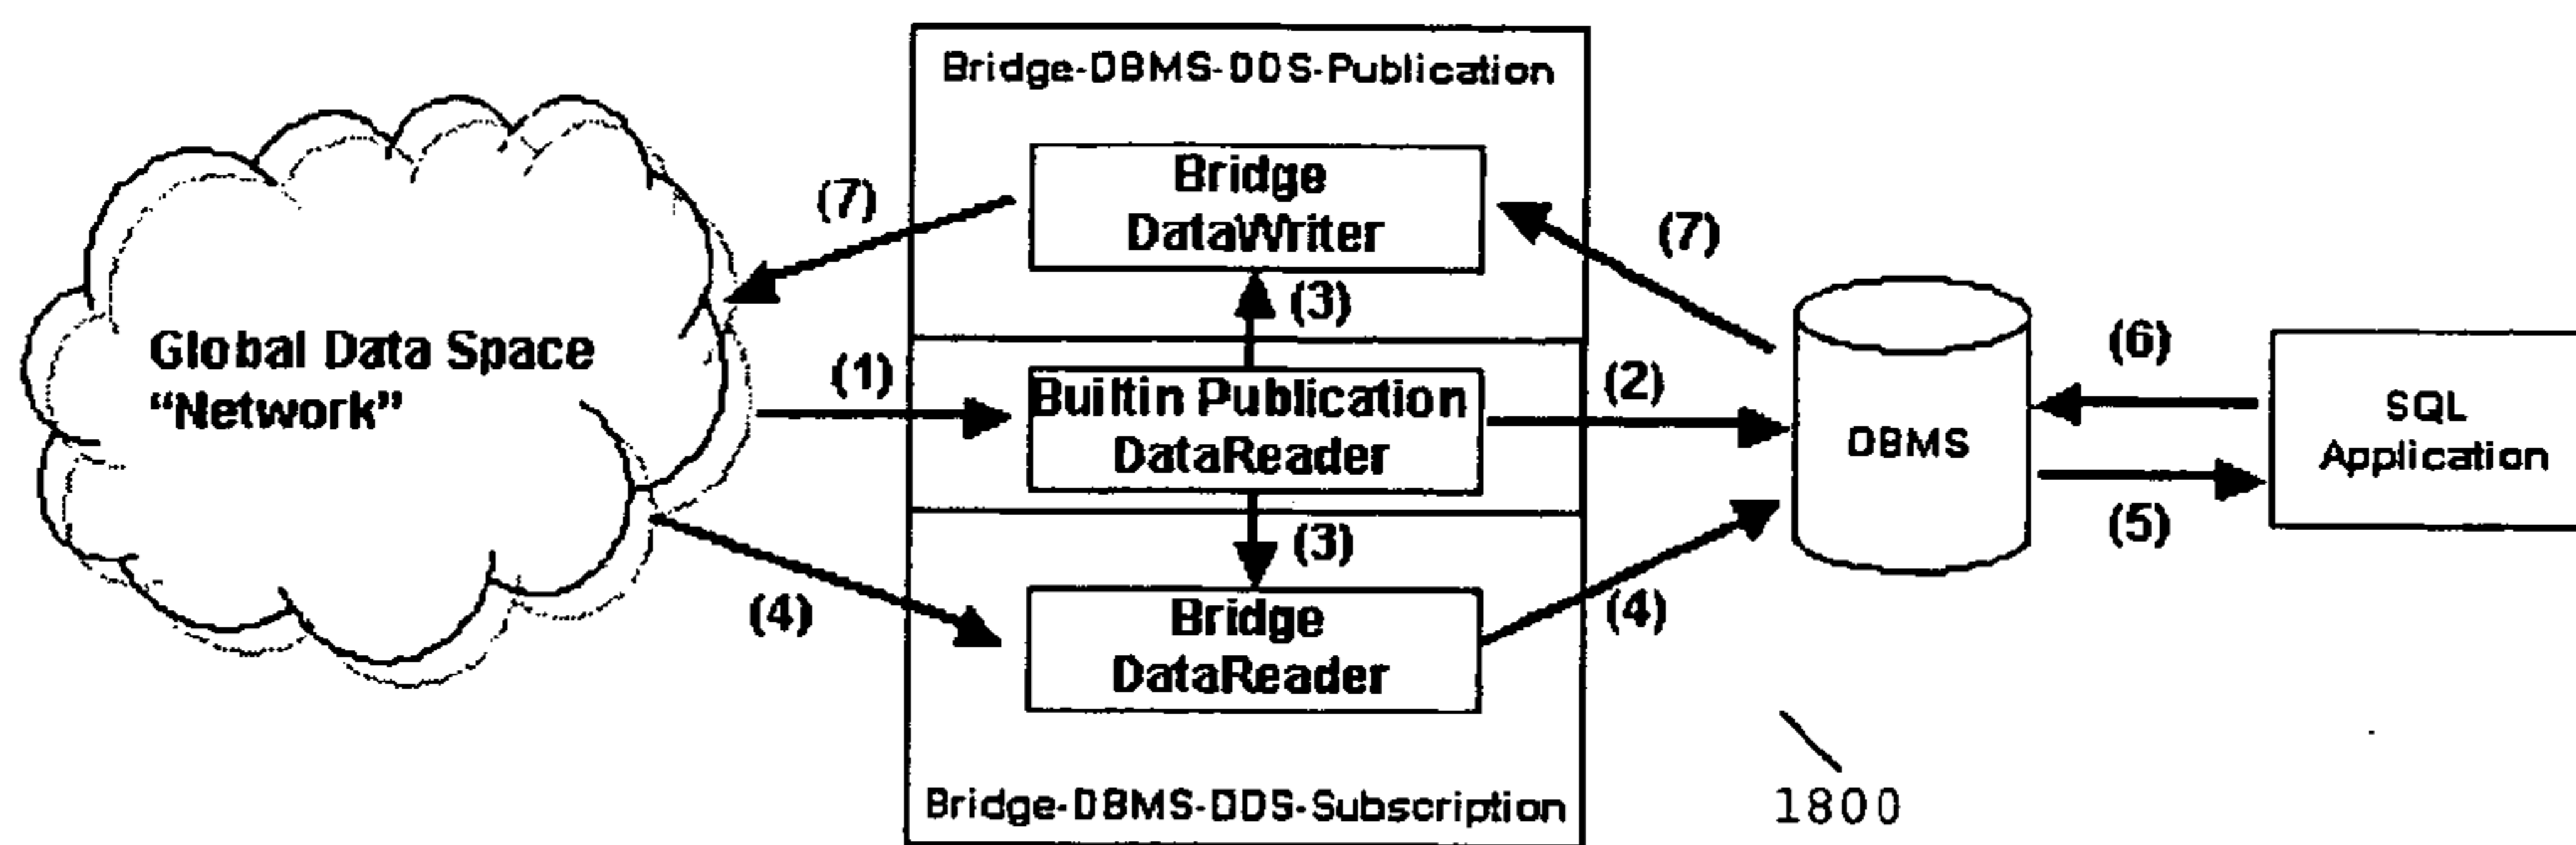 Bridge-DBMS-DDS-Publication
Bridge
DataWriter
(7)
(7)
(3)
Global Data Space
“Network”
(1)
Builtin Publication
DataReader
(2)
DBMS
(6)
SQL
Application
(5)
(3)
(4)
Bridge
DataReader
(4)
Bridge-DBMS-DDS-Subscription
1800